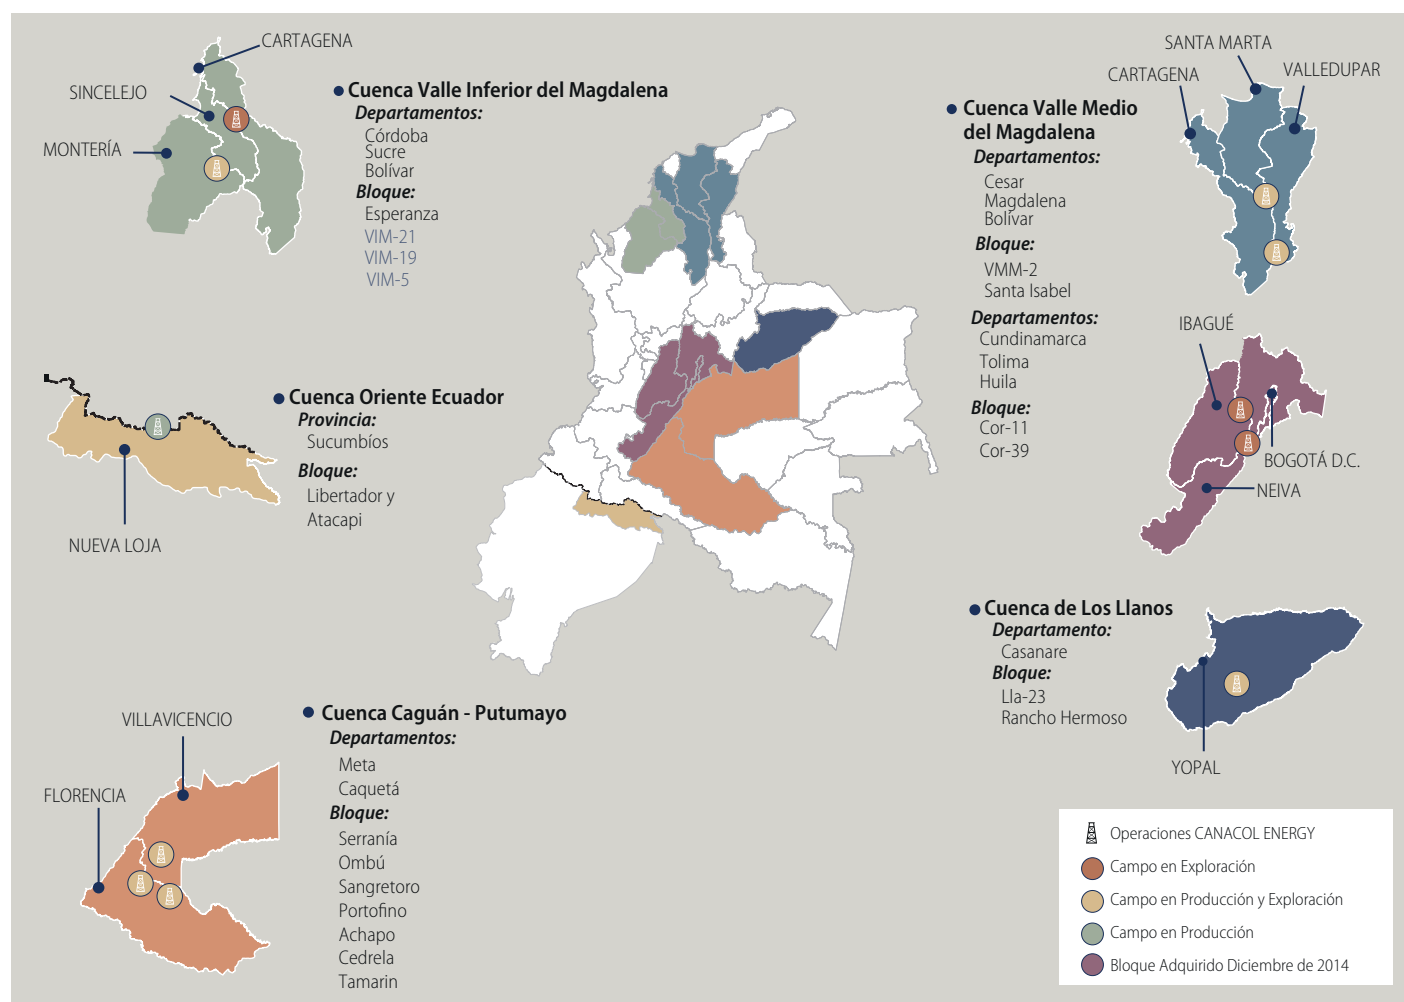 CARTAGENA
SINCELEJO
MONTERÍA
Cuenca Valle Inferior del Magdalena
Departamentos:
Córdoba
Sucre
Bolívar
Bloque:
Esperanza
VIM-21
VIM-19
VIM-5
Cuenca Oriente Ecuador
Provincia:
Sucumbíos
Bloque:
Libertador y
Atacapi
NUEVA LOJA
Cuenca Caguán - Putumayo
Departamentos:
Meta
Caquetá
Bloque:
Serranía
Ombú
Sangretoro
Portofino
Achapo
Cedrela
Tamarin
VILLAVICENCIO
FLORENCIA
SANTA MARTA
CARTAGENA
VALLEDUPAR
Cuenca Valle Medio
del Magdalena
Departamentos:
Cesar
Magdalena
Bolívar
Bloque:
VMM-2
Santa Isabel
Departamentos:
Cundinamarca
Tolima
Huila
Bloque:
Cor-11
Cor-39
IBAGUÉ
BOGOTÁ D.C.
NEIVA
Cuenca de Los Llanos
Departamento:
Casanare
Bloque:
Lla-23
Rancho Hermoso
YOPAL
Operaciones CANACOL ENERGY
Campo en Exploración
Campo en Producción y Exploración
Campo en Producción
Bloque Adquirido Diciembre de 2014